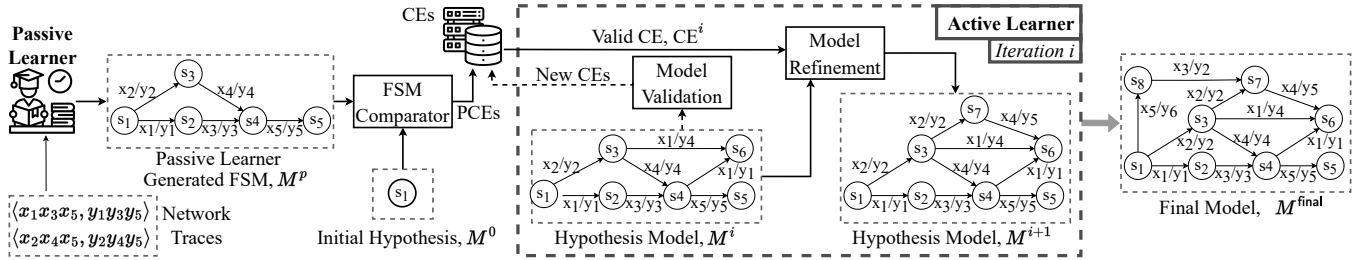 Passive
Learner
s₃
x₂/y₂
x₄/y₄
s₁
s₂
s₄
s₅
x₁/y₁
x₃/y₃
x₅/y₅
Passive Learner
Generated FSM, Mᵖ
⟨x₁x₃x₅, y₁y₃y₅⟩
⟨x₂x₄x₅, y₂y₄y₅⟩
Network
Traces
CEs
FSM
Comparator
PCEs
s₁
Initial Hypothesis, M⁰
Active Learner
Iteration i
Valid CE, CEⁱ
New CEs
Model
Validation
Model
Refinement
x₂/y₂
s₃
x₁/y₄
s₆
x₄/y₄
x₁/y₁
s₁
s₂
s₄
s₅
x₁/y₁
x₃/y₃
x₅/y₅
Hypothesis Model, Mⁱ
s₇
x₂/y₂
x₄/y₅
s₃
x₁/y₄
s₆
x₄/y₄
x₁/y₁
s₁
s₂
s₄
s₅
x₁/y₁
x₃/y₃
x₅/y₅
Hypothesis Model, Mⁱ⁺¹
s₈
x₃/y₂
s₇
x₂/y₂
x₄/y₅
x₅/y₆
s₃
x₁/y₄
s₆
x₂/y₂
x₄/y₄
x₁/y₁
s₁
s₂
s₄
s₅
x₁/y₁
x₃/y₃
x₅/y₅
Final Model, M^final